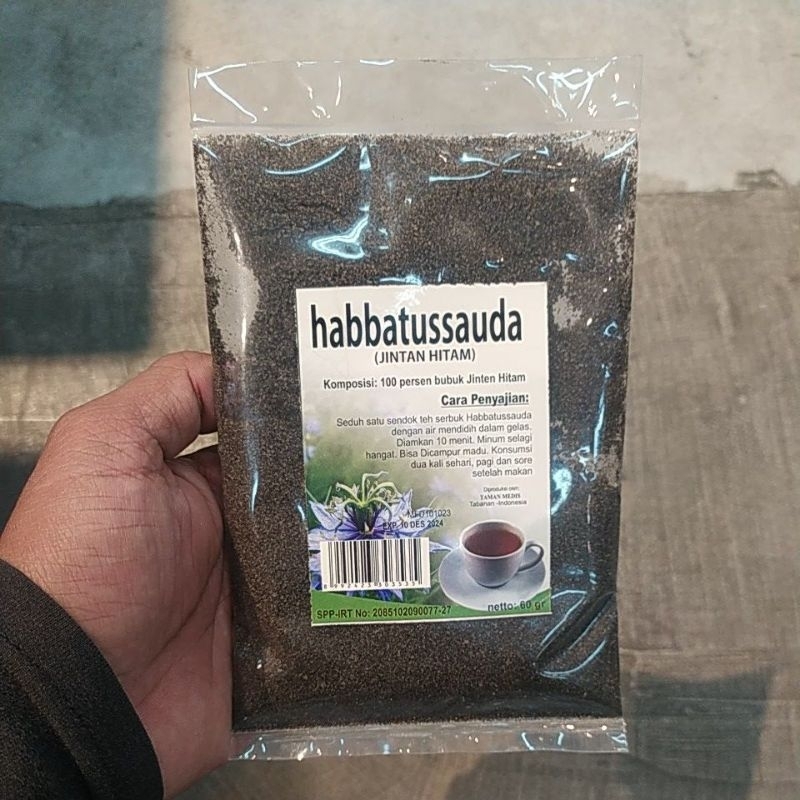 habbatussauda
(JINTAN HITAM)
Komposisi: 100 persen bubuk Jinten Hitam
Cara Penyajian:
Seduh satu sendok teh serbuk Habbatussauda
dengan air mendidih dalam gelas.
Diamkan 10 menit. Minum selagi
hangat. Bisa Dicampur madu. Konsumsi
dua kali sehari, pagi dan sore
setelah makan
Diproduksi oleh:
TAMAN MEDIS
Tabanan -Indonesia
EXP. 10 DES 2024
SPP-IRT No: 2085102090077-27
netto: 60 gr